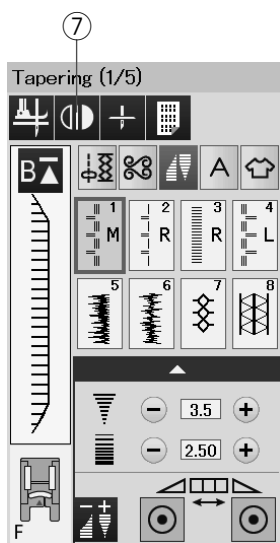 ⑦
Tapering (1/5)
B A
1 2 3 4
M R R L
5 6 7 8
− 3.5 +
− 2.50 +
F − +